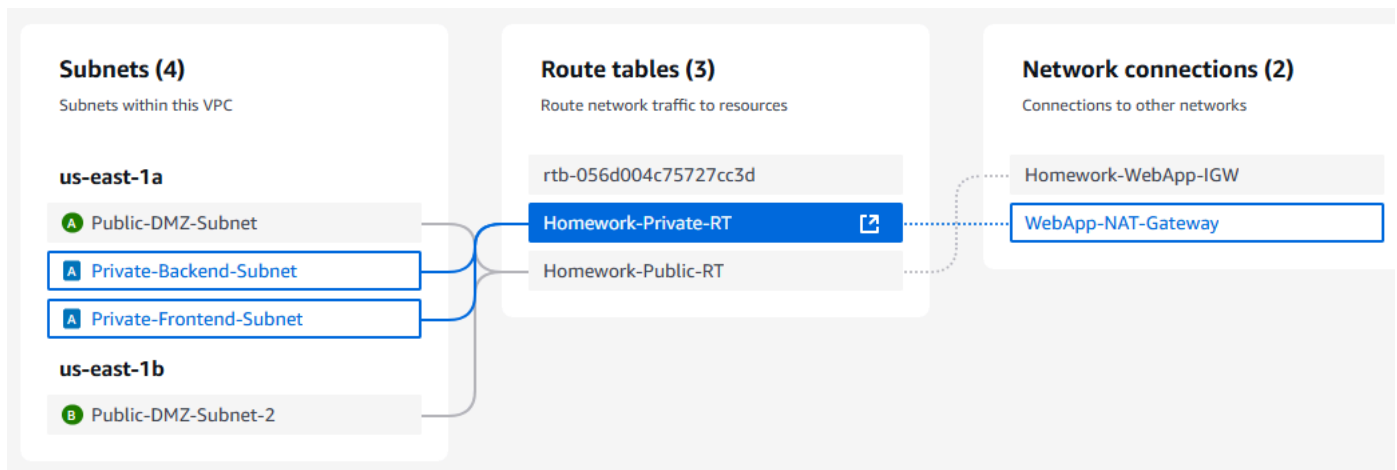 Subnets (4)
Subnets within this VPC
us-east-1a
A Public-DMZ-Subnet
A Private-Backend-Subnet
A Private-Frontend-Subnet
us-east-1b
B Public-DMZ-Subnet-2
Route tables (3)
Route network traffic to resources
rtb-056d004c75727cc3d
Homework-Private-RT
Homework-Public-RT
Network connections (2)
Connections to other networks
Homework-WebApp-IGW
WebApp-NAT-Gateway